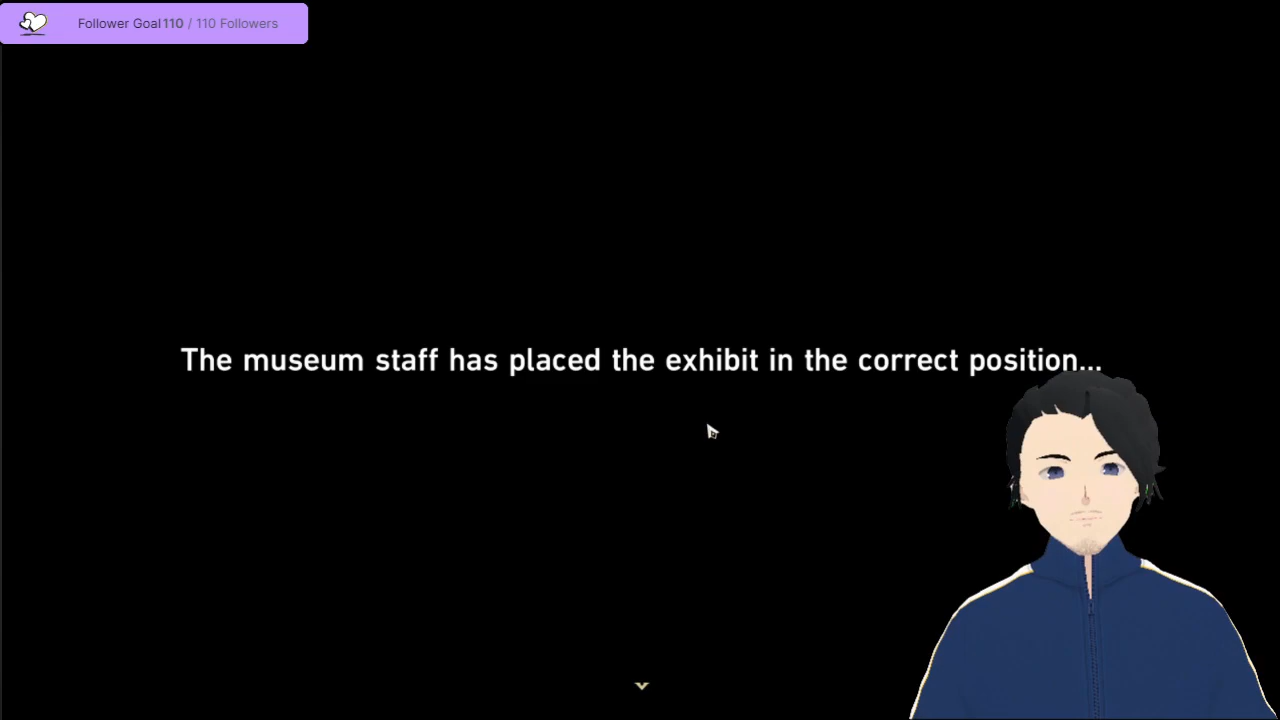 Follower Goal 110 / 110 Followers
The museum staff has placed the exhibit in the correct position...